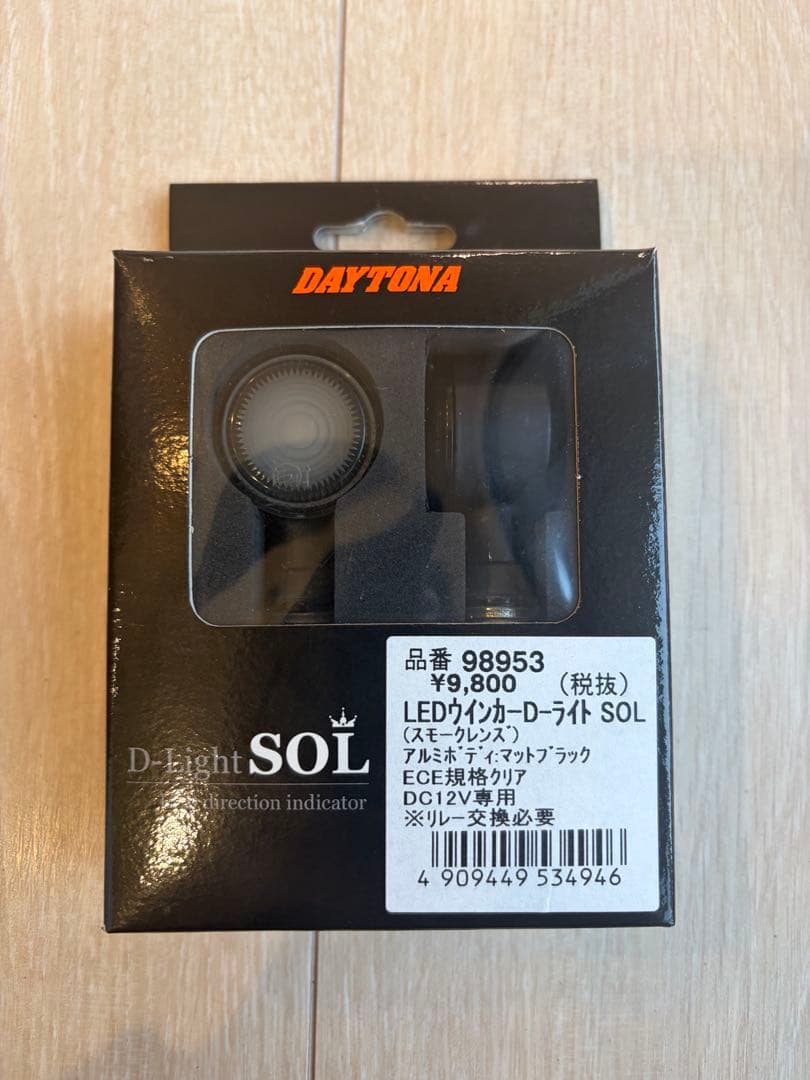 DAYTONA
品番 98953
¥9,800 (税抜)
LEDウインカーD-ライト SOL
(スモークレンズ)
アルミボディ:マットブラック
ECE規格クリア
DC12V専用
※リレー交換必要
4 909449 534946
D-Light SOL
direction indicator